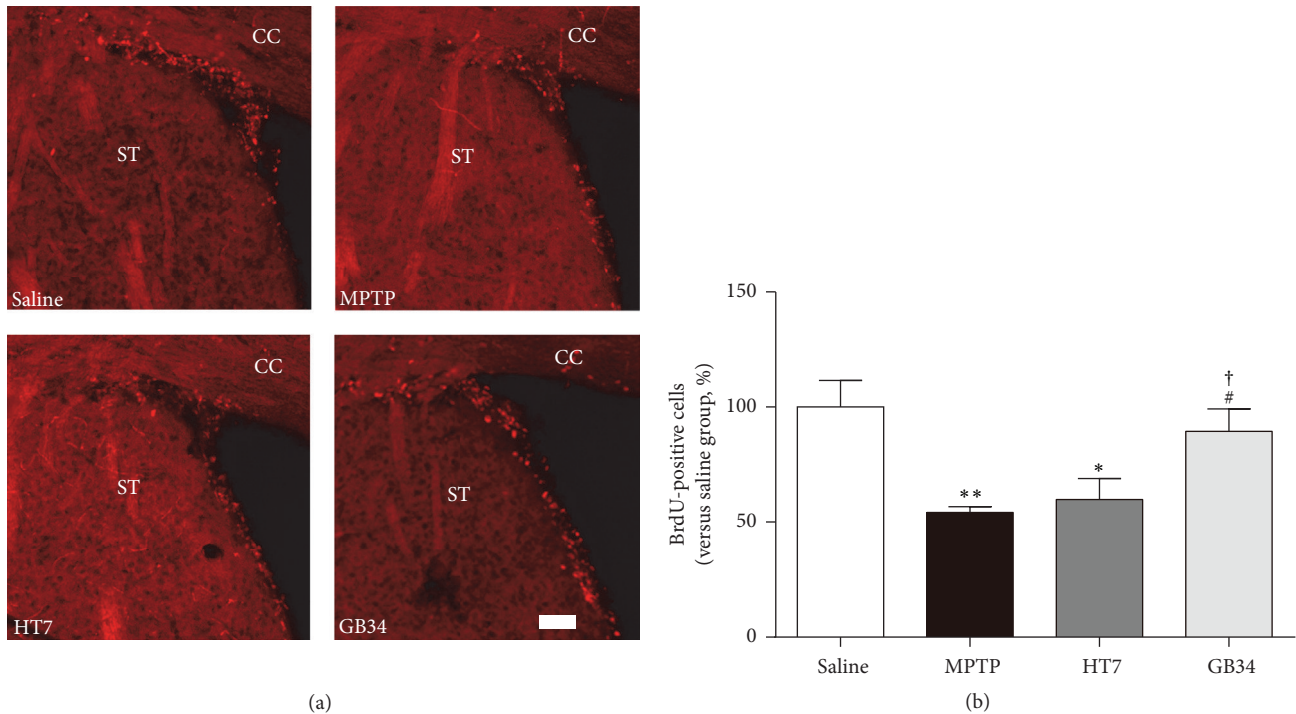 CC
ST
Saline
CC
ST
MPTP
CC
ST
HT7
CC
ST
GB34
(a)
BrdU-positive cells
(versus saline group, %)
150
100
50
0
**
*
†
#
Saline
MPTP
HT7
GB34
(b)